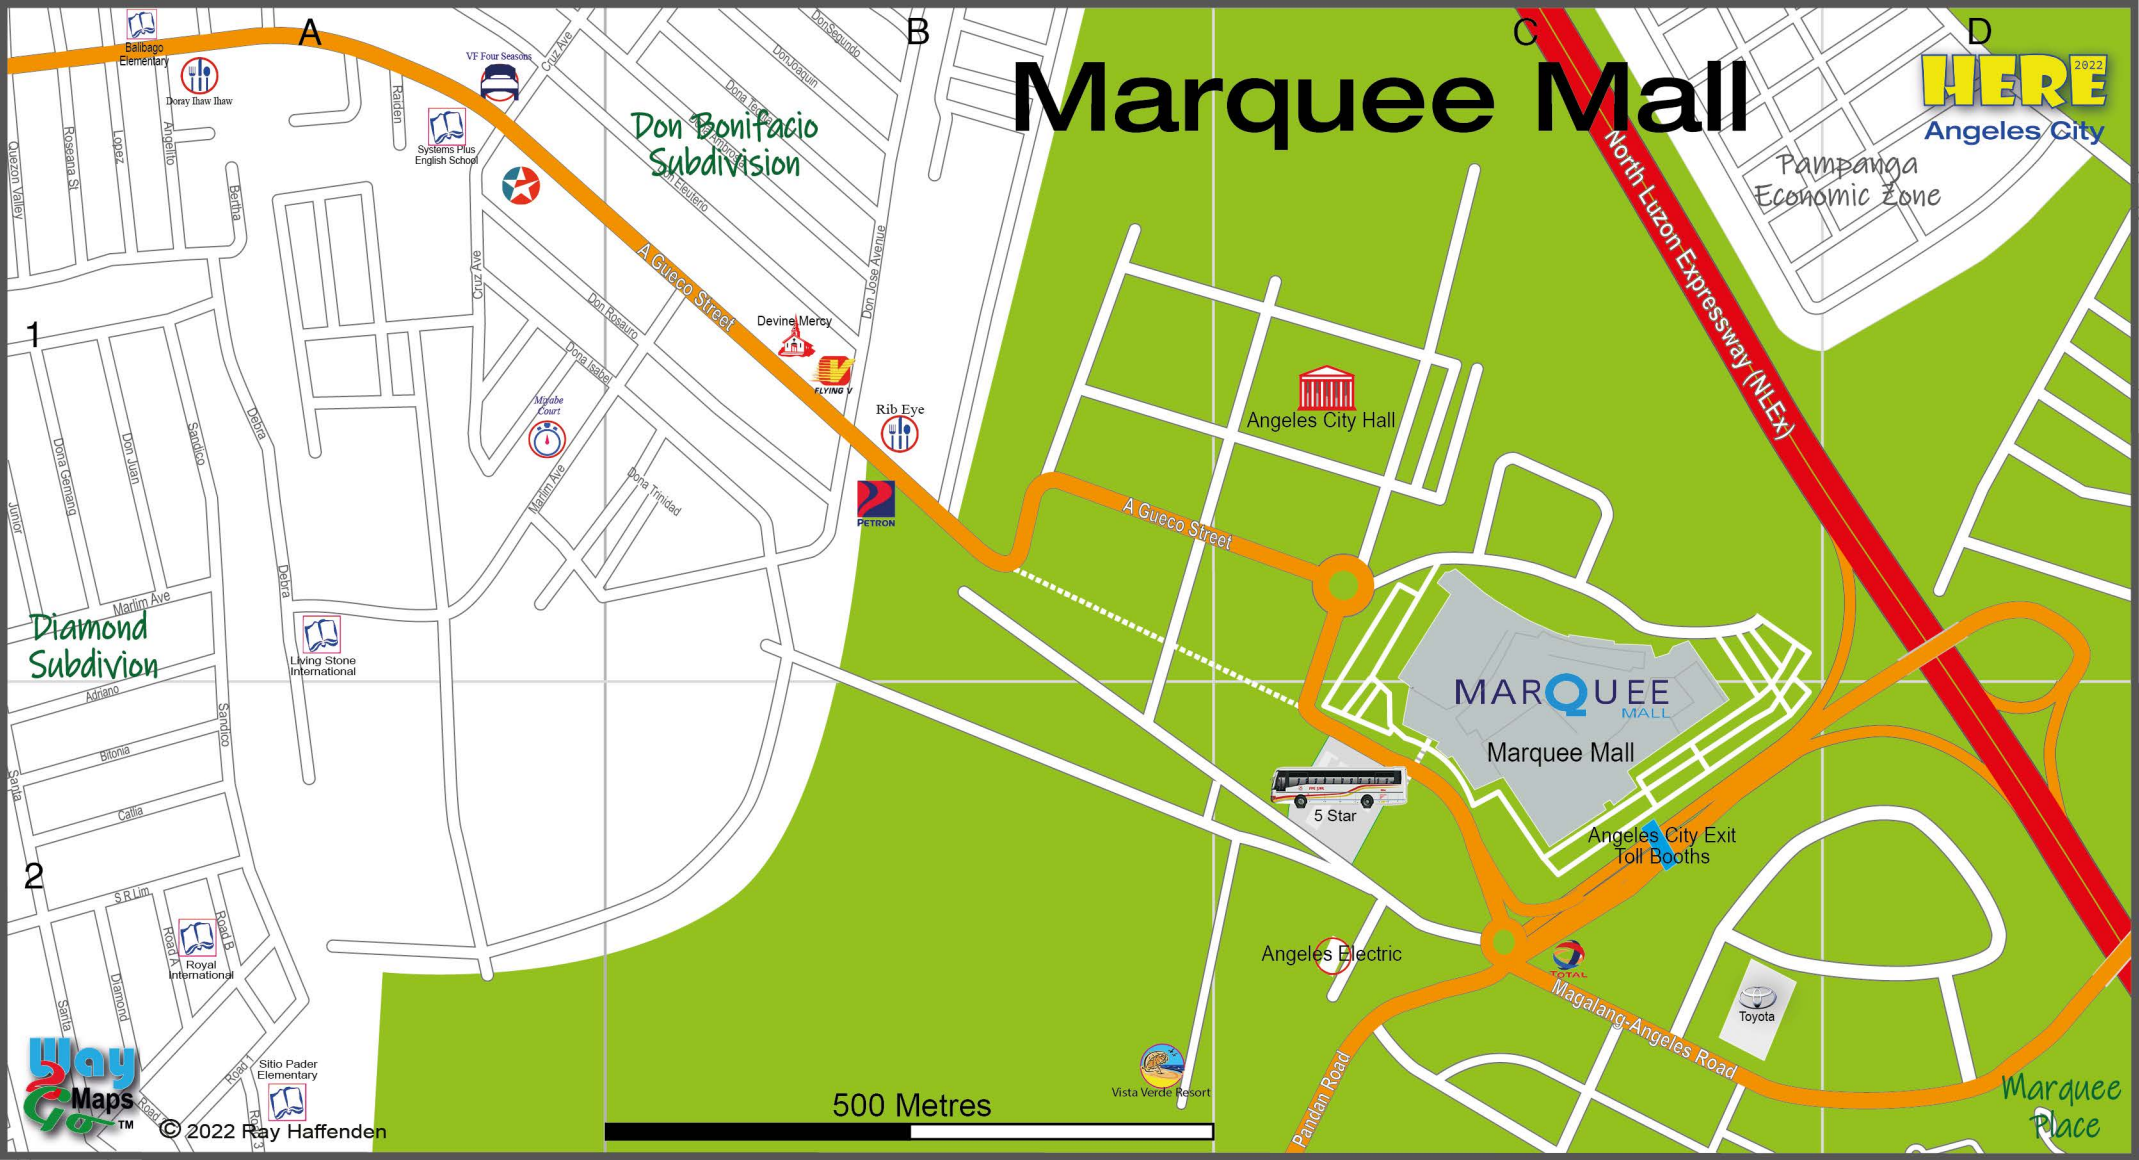 A
B
C
D
Marquee Mall
HERE
2022
Angeles City
Balibago
Elementary
Doray Ihaw Ihaw
VF Four Seasons
Cruz Ave
DonSegundo
DonJoaquin
Don Bonifacio
Subdivision
Don Eleuterio
Pampanga
Economic Zone
North Luzon Expressway (NLEx)
Quezon Valley
Roseana St
Lopez
Angelito
Raiden
Systems Plus
English School
Bertha
Cruz Ave
A Gueco Street
Don Jose Avenue
1
Don Rosauro
Dona Isabel
Devine Mercy
FLYING V
Mirabe
Court
Rib Eye
Angeles City Hall
Junior
Dona Gemang
Don Juan
Sandico
Debra
Marlim Ave
Dona Trinidad
PETRON
A Gueco Street
Debra
Marlim Ave
Diamond
Subdivion
Living Stone
International
Adriano
Sandico
Bitonia
Santa
Catlia
MARQUEE
MALL
Marquee Mall
5 Star
Angeles City Exit
Toll Booths
2
S R Lim
Road A
Road B
Royal
International
Santa
Diamond
Angeles Electric
TOTAL
Magalang-Angeles Road
Toyota
Pandan Road
Vista Verde Resort
Marquee
Place
Way
Go
Maps
TM
Road 1
Road 3
Sitio Pader
Elementary
500 Metres
© 2022 Ray Haffenden